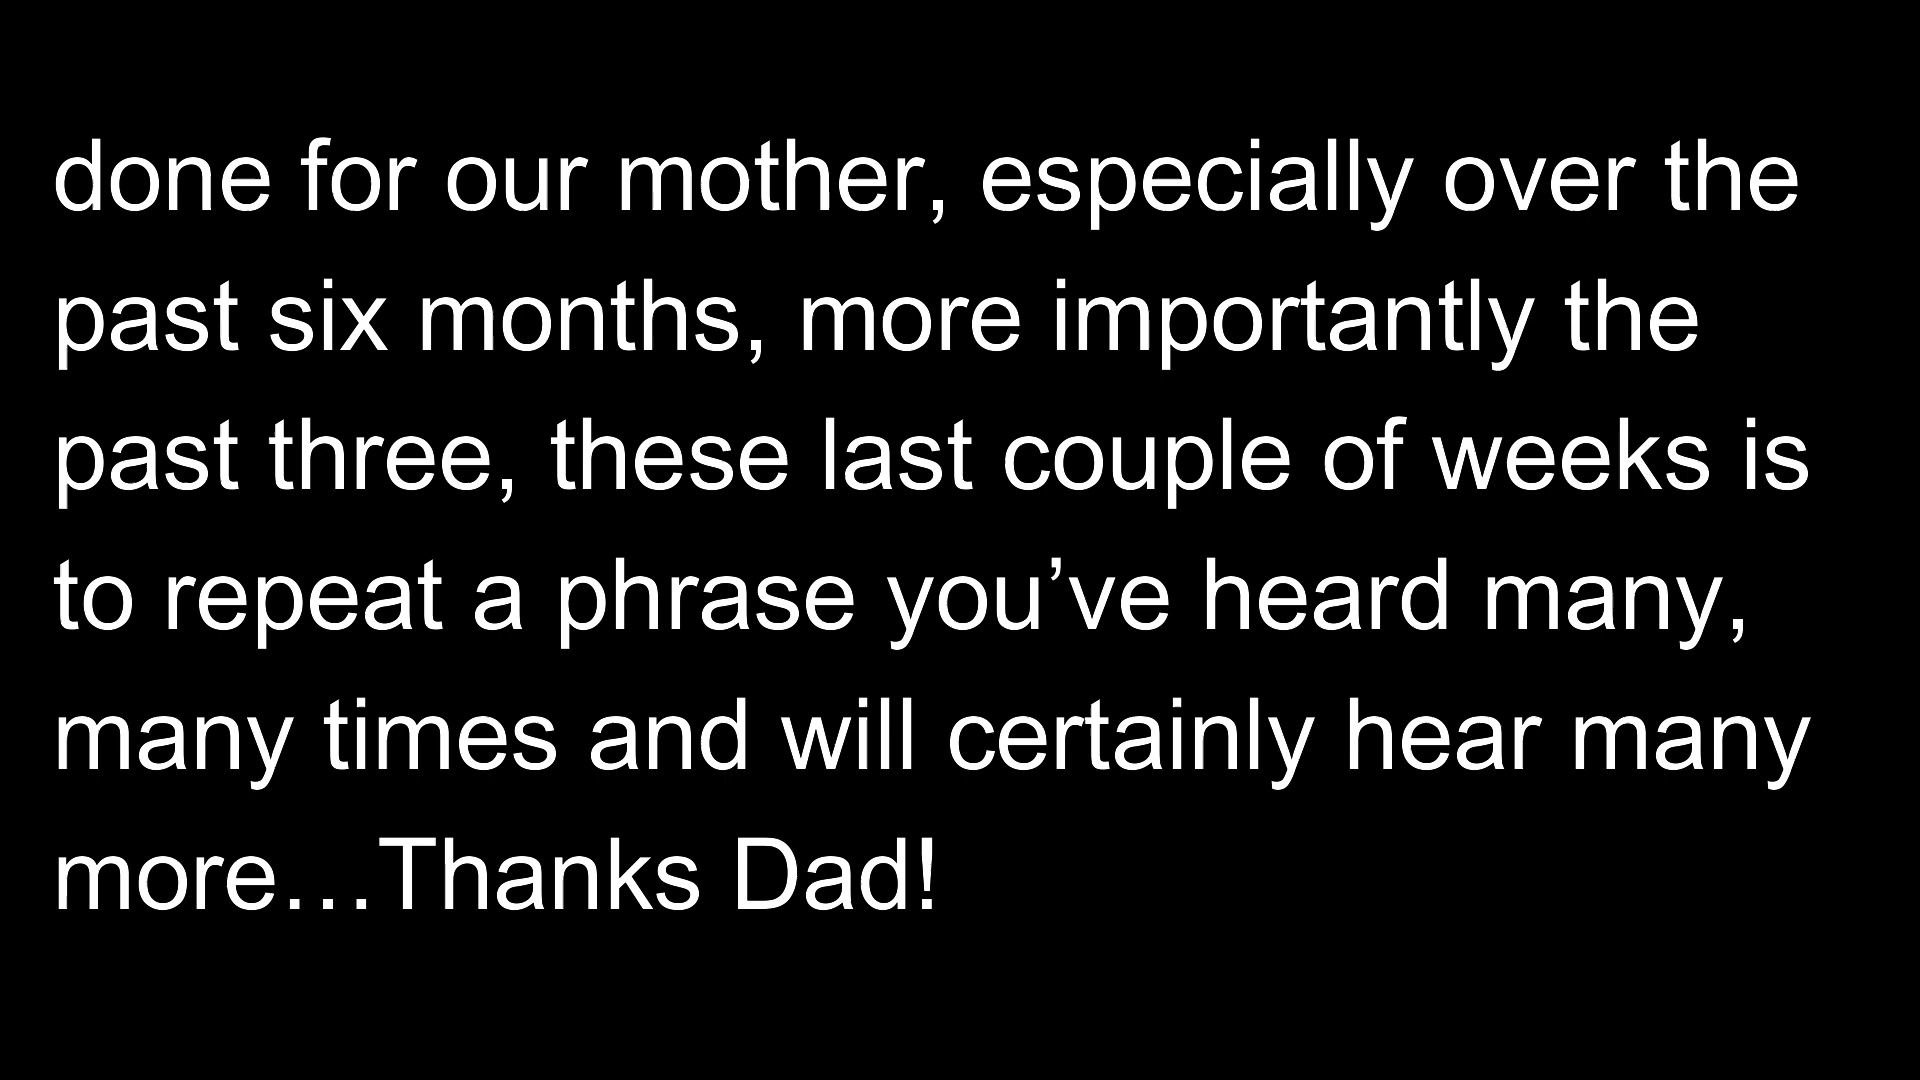 done for our mother, especially over the
past six months, more importantly the
past three, these last couple of weeks is
to repeat a phrase you’ve heard many,
many times and will certainly hear many
more…Thanks Dad!